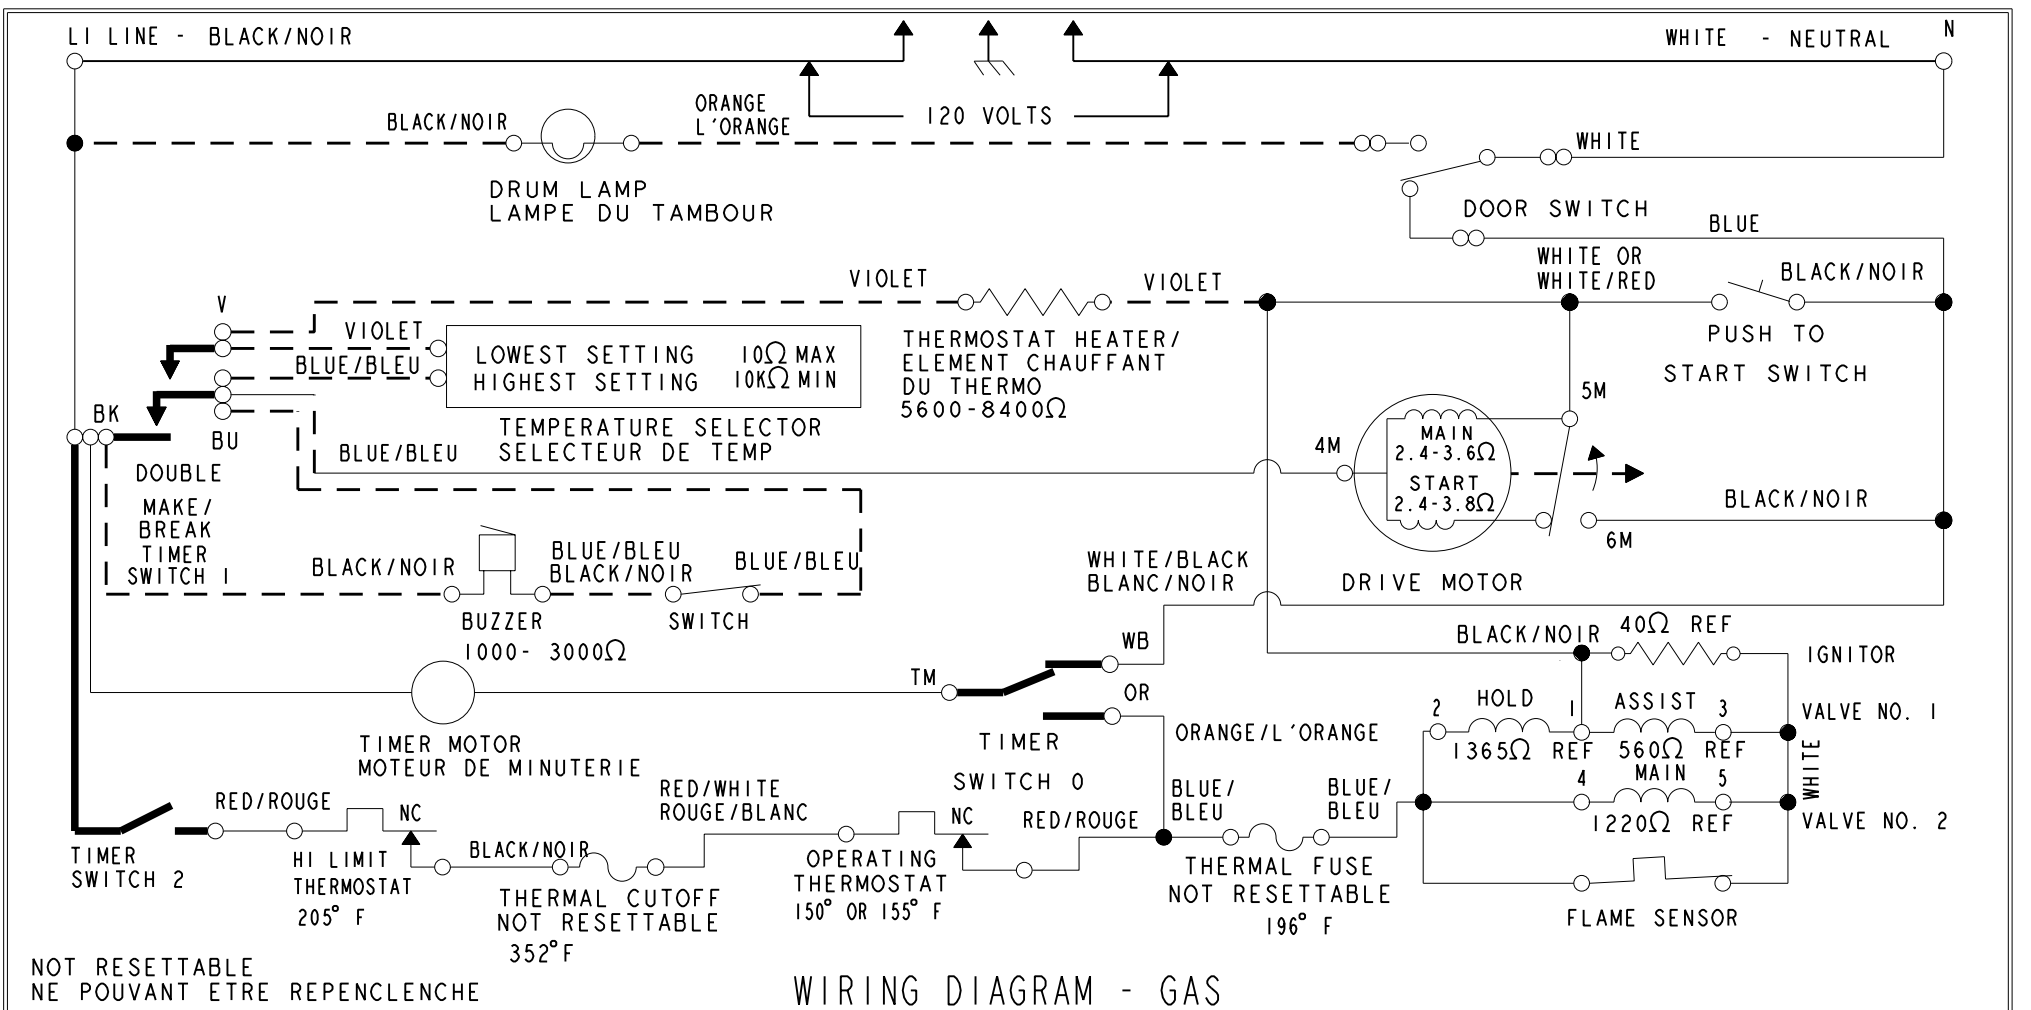 LI LINE - BLACK/NOIR
WHITE - NEUTRAL
N
120 VOLTS
BLACK/NOIR
ORANGE
L'ORANGE
WHITE
DRUM LAMP
LAMPE DU TAMBOUR
DOOR SWITCH
BLUE
V
VIOLET
VIOLET
VIOLET
WHITE OR
WHITE/RED
BLACK/NOIR
BLUE/BLEU
LOWEST SETTING 10Ω MAX
HIGHEST SETTING 10KΩ MIN
THERMOSTAT HEATER/
ELEMENT CHAUFFANT
DU THERMO
5600-8400Ω
PUSH TO
START SWITCH
BK
BU
TEMPERATURE SELECTOR
SELECTEUR DE TEMP
BLUE/BLEU
5M
4M
MAIN
2.4-3.6Ω
START
2.4-3.8Ω
BLACK/NOIR
6M
DRIVE MOTOR
DOUBLE
MAKE/
BREAK
TIMER
SWITCH 1
BLACK/NOIR
BLUE/BLEU
BLACK/NOIR
BLUE/BLEU
BUZZER
1000- 3000Ω
SWITCH
WHITE/BLACK
BLANC/NOIR
WB
TM
OR
BLACK/NOIR
40Ω REF
IGNITOR
TIMER MOTOR
MOTEUR DE MINUTERIE
TIMER
SWITCH 0
ORANGE/L'ORANGE
2
HOLD
1
ASSIST
3
VALVE NO. 1
1365Ω REF
560Ω REF
WHITE
4
MAIN
5
1220Ω REF
VALVE NO. 2
RED/ROUGE
NC
RED/WHITE
ROUGE/BLANC
NC
RED/ROUGE
BLUE/
BLEU
BLUE/
BLEU
TIMER
SWITCH 2
HI LIMIT
THERMOSTAT
205° F
BLACK/NOIR
THERMAL CUTOFF
NOT RESETTABLE
352°F
OPERATING
THERMOSTAT
150° OR 155° F
THERMAL FUSE
NOT RESETTABLE
196° F
FLAME SENSOR
NOT RESETTABLE
NE POUVANT ETRE REPENCLENCHE
WIRING DIAGRAM - GAS